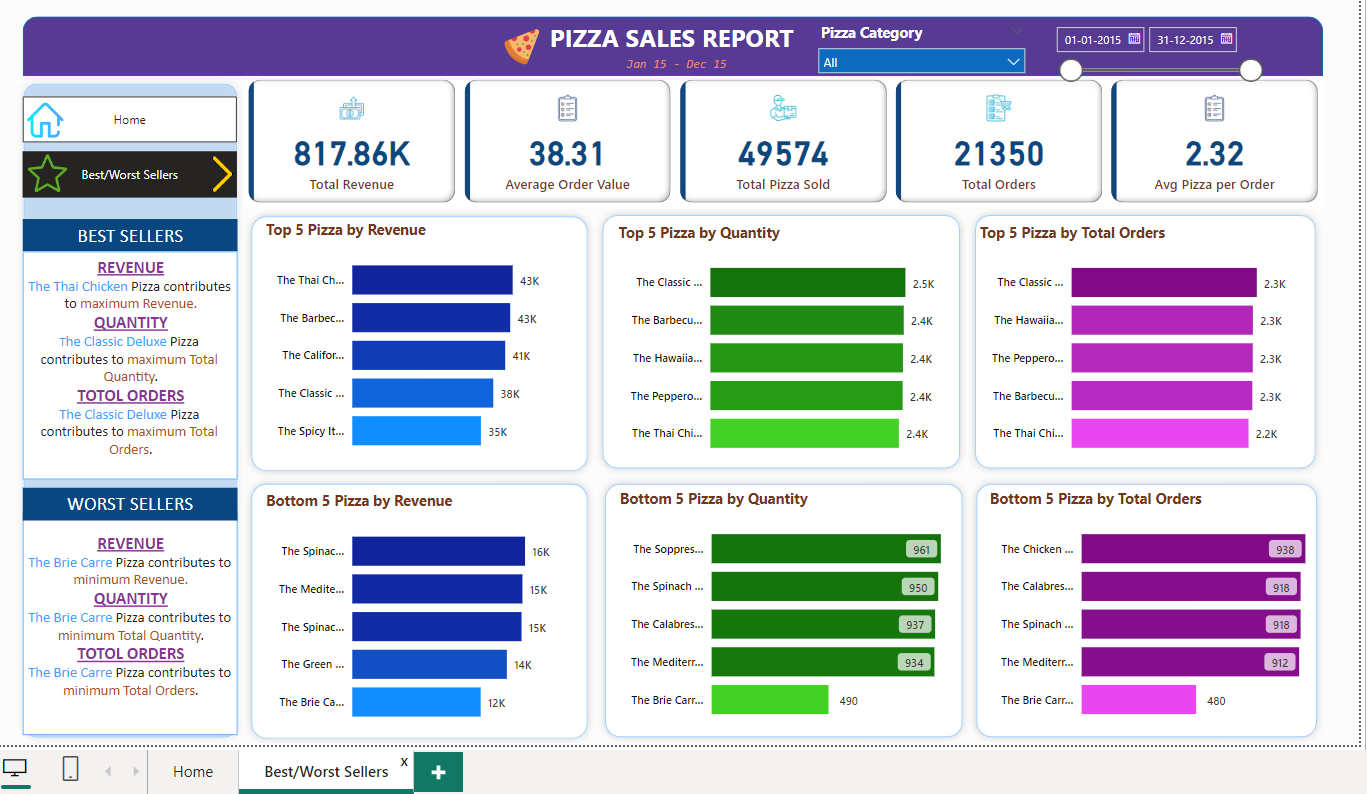 PIZZA SALES REPORT
Jan 15 - Dec 15
Pizza Category
All
01-01-2015
31-12-2015
Home
Best/Worst Sellers
817.86K
Total Revenue
38.31
Average Order Value
49574
Total Pizza Sold
21350
Total Orders
2.32
Avg Pizza per Order
BEST SELLERS
REVENUE
The Thai Chicken Pizza contributes
to maximum Revenue.
QUANTITY
The Classic Deluxe Pizza
contributes to maximum Total
Quantity.
TOTOL ORDERS
The Classic Deluxe Pizza
contributes to maximum Total
Orders.
WORST SELLERS
REVENUE
The Brie Carre Pizza contributes to
minimum Revenue.
QUANTITY
The Brie Carre Pizza contributes to
minimum Total Quantity.
TOTOL ORDERS
The Brie Carre Pizza contributes to
minimum Total Orders.
Top 5 Pizza by Revenue
The Thai Ch... 43K
The Barbec... 43K
The Califor... 41K
The Classic ... 38K
The Spicy It... 35K
Top 5 Pizza by Quantity
The Classic ... 2.5K
The Barbecu... 2.4K
The Hawaiia... 2.4K
The Peppero... 2.4K
The Thai Chi... 2.4K
Top 5 Pizza by Total Orders
The Classic ... 2.3K
The Hawaiia... 2.3K
The Peppero... 2.3K
The Barbecu... 2.3K
The Thai Chi... 2.2K
Bottom 5 Pizza by Revenue
The Spinac... 16K
The Medite... 15K
The Spinac... 15K
The Green ... 14K
The Brie Ca... 12K
Bottom 5 Pizza by Quantity
The Soppres... 961
The Spinach ... 950
The Calabres... 937
The Mediterr... 934
The Brie Carr... 490
Bottom 5 Pizza by Total Orders
The Chicken ... 938
The Calabres... 918
The Spinach ... 918
The Mediterr... 912
The Brie Carr... 480
Home
Best/Worst Sellers
x
+